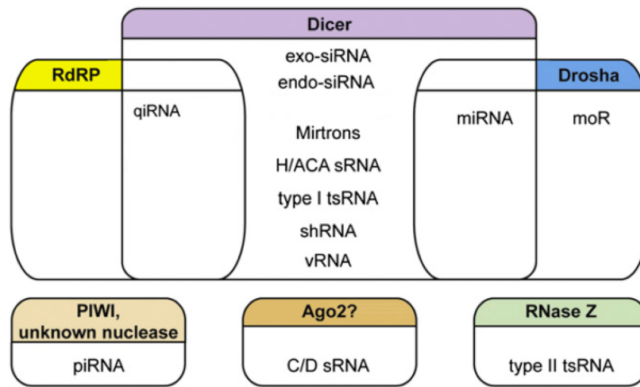 Dicer
exo-siRNA
RdRP
endo-siRNA
Drosha
qiRNA
miRNA
moR
Mirtrons
H/ACA sRNA
type I tsRNA
shRNA
vRNA
PIWI,
unknown nuclease
piRNA
Ago2?
C/D sRNA
RNase Z
type II tsRNA